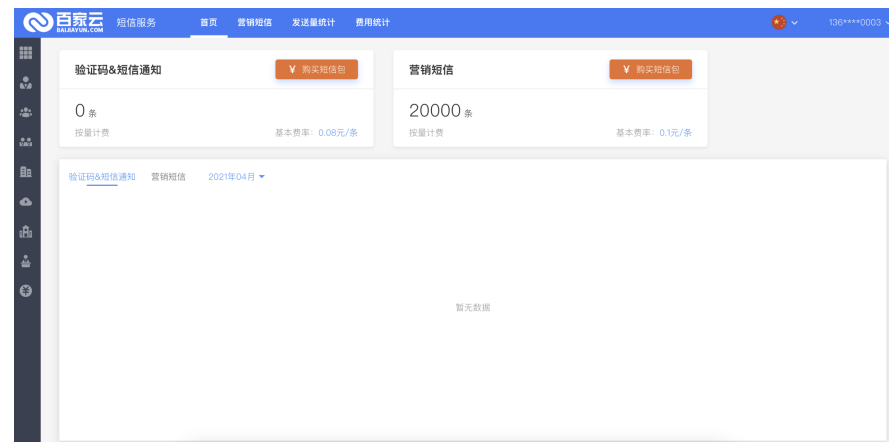 百家云 短信服务 首页 营销短信 发送量统计 费用统计 136****0003
BAIJIAYUN.COM
验证码&短信通知 ¥ 购买短信包 营销短信 ¥ 购买短信包
0 条 20000 条
按量计费 基本费率: 0.08元/条 按量计费 基本费率: 0.1元/条
验证码&短信通知 营销短信 2021年04月
暂无数据